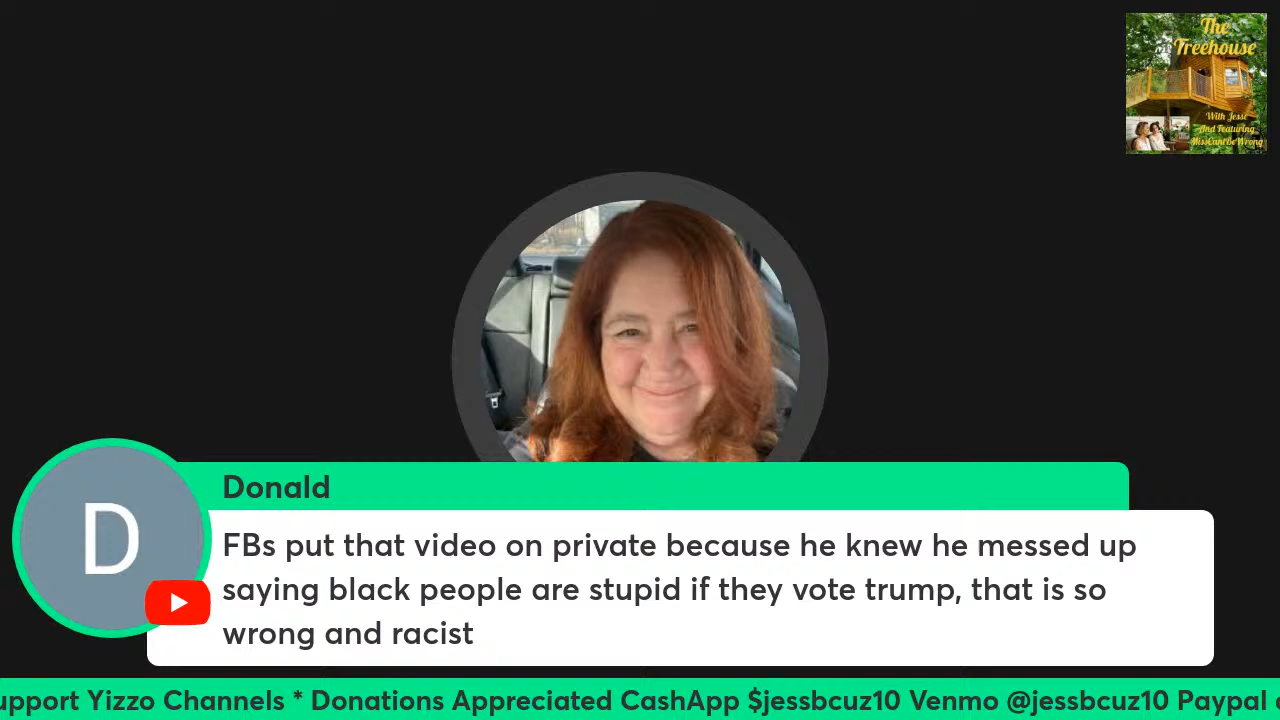 The
Treehouse
With Jesse
And Featuring
MissCantBeWrong
D
Donald
FBs put that video on private because he knew he messed up
saying black people are stupid if they vote trump, that is so
wrong and racist
upport Yizzo Channels * Donations Appreciated CashApp $jessbcuz10 Venmo @jessbcuz10 Paypal